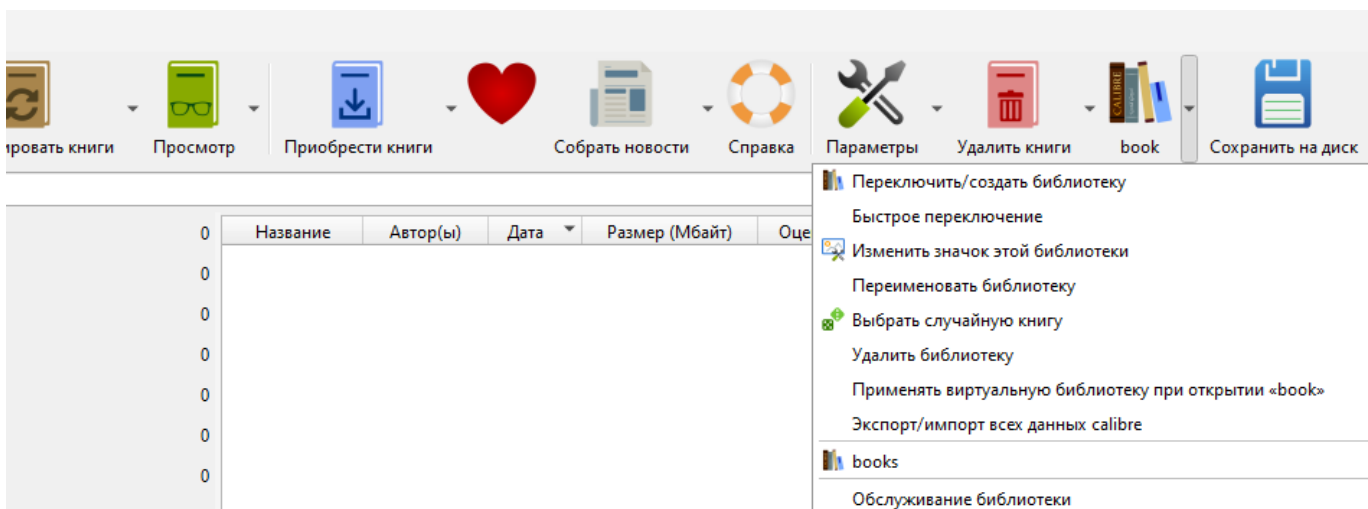 ировать книги Просмотр Приобрести книги Собрать новости Справка Параметры Удалить книги book Сохранить на диск
CALIBRE
Переключить/создать библиотеку
Быстрое переключение
0 Название Автор(ы) Дата Размер (Мбайт) Оце
Изменить значок этой библиотеки
0
Переименовать библиотеку
0
Выбрать случайную книгу
0
Удалить библиотеку
0
Применять виртуальную библиотеку при открытии «book»
0
Экспорт/импорт всех данных calibre
books
0
Обслуживание библиотеки